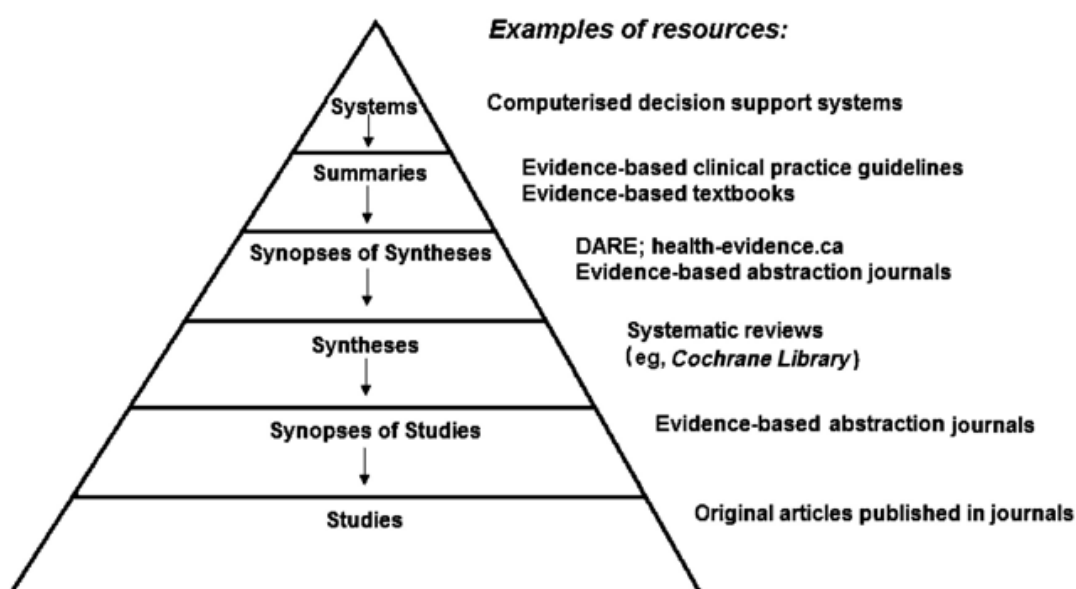 Examples of resources:
Systems
Computerised decision support systems
Summaries
Evidence-based clinical practice guidelines
Evidence-based textbooks
Synopses of Syntheses
DARE; health-evidence.ca
Evidence-based abstraction journals
Syntheses
Systematic reviews
(eg, Cochrane Library)
Synopses of Studies
Evidence-based abstraction journals
Studies
Original articles published in journals